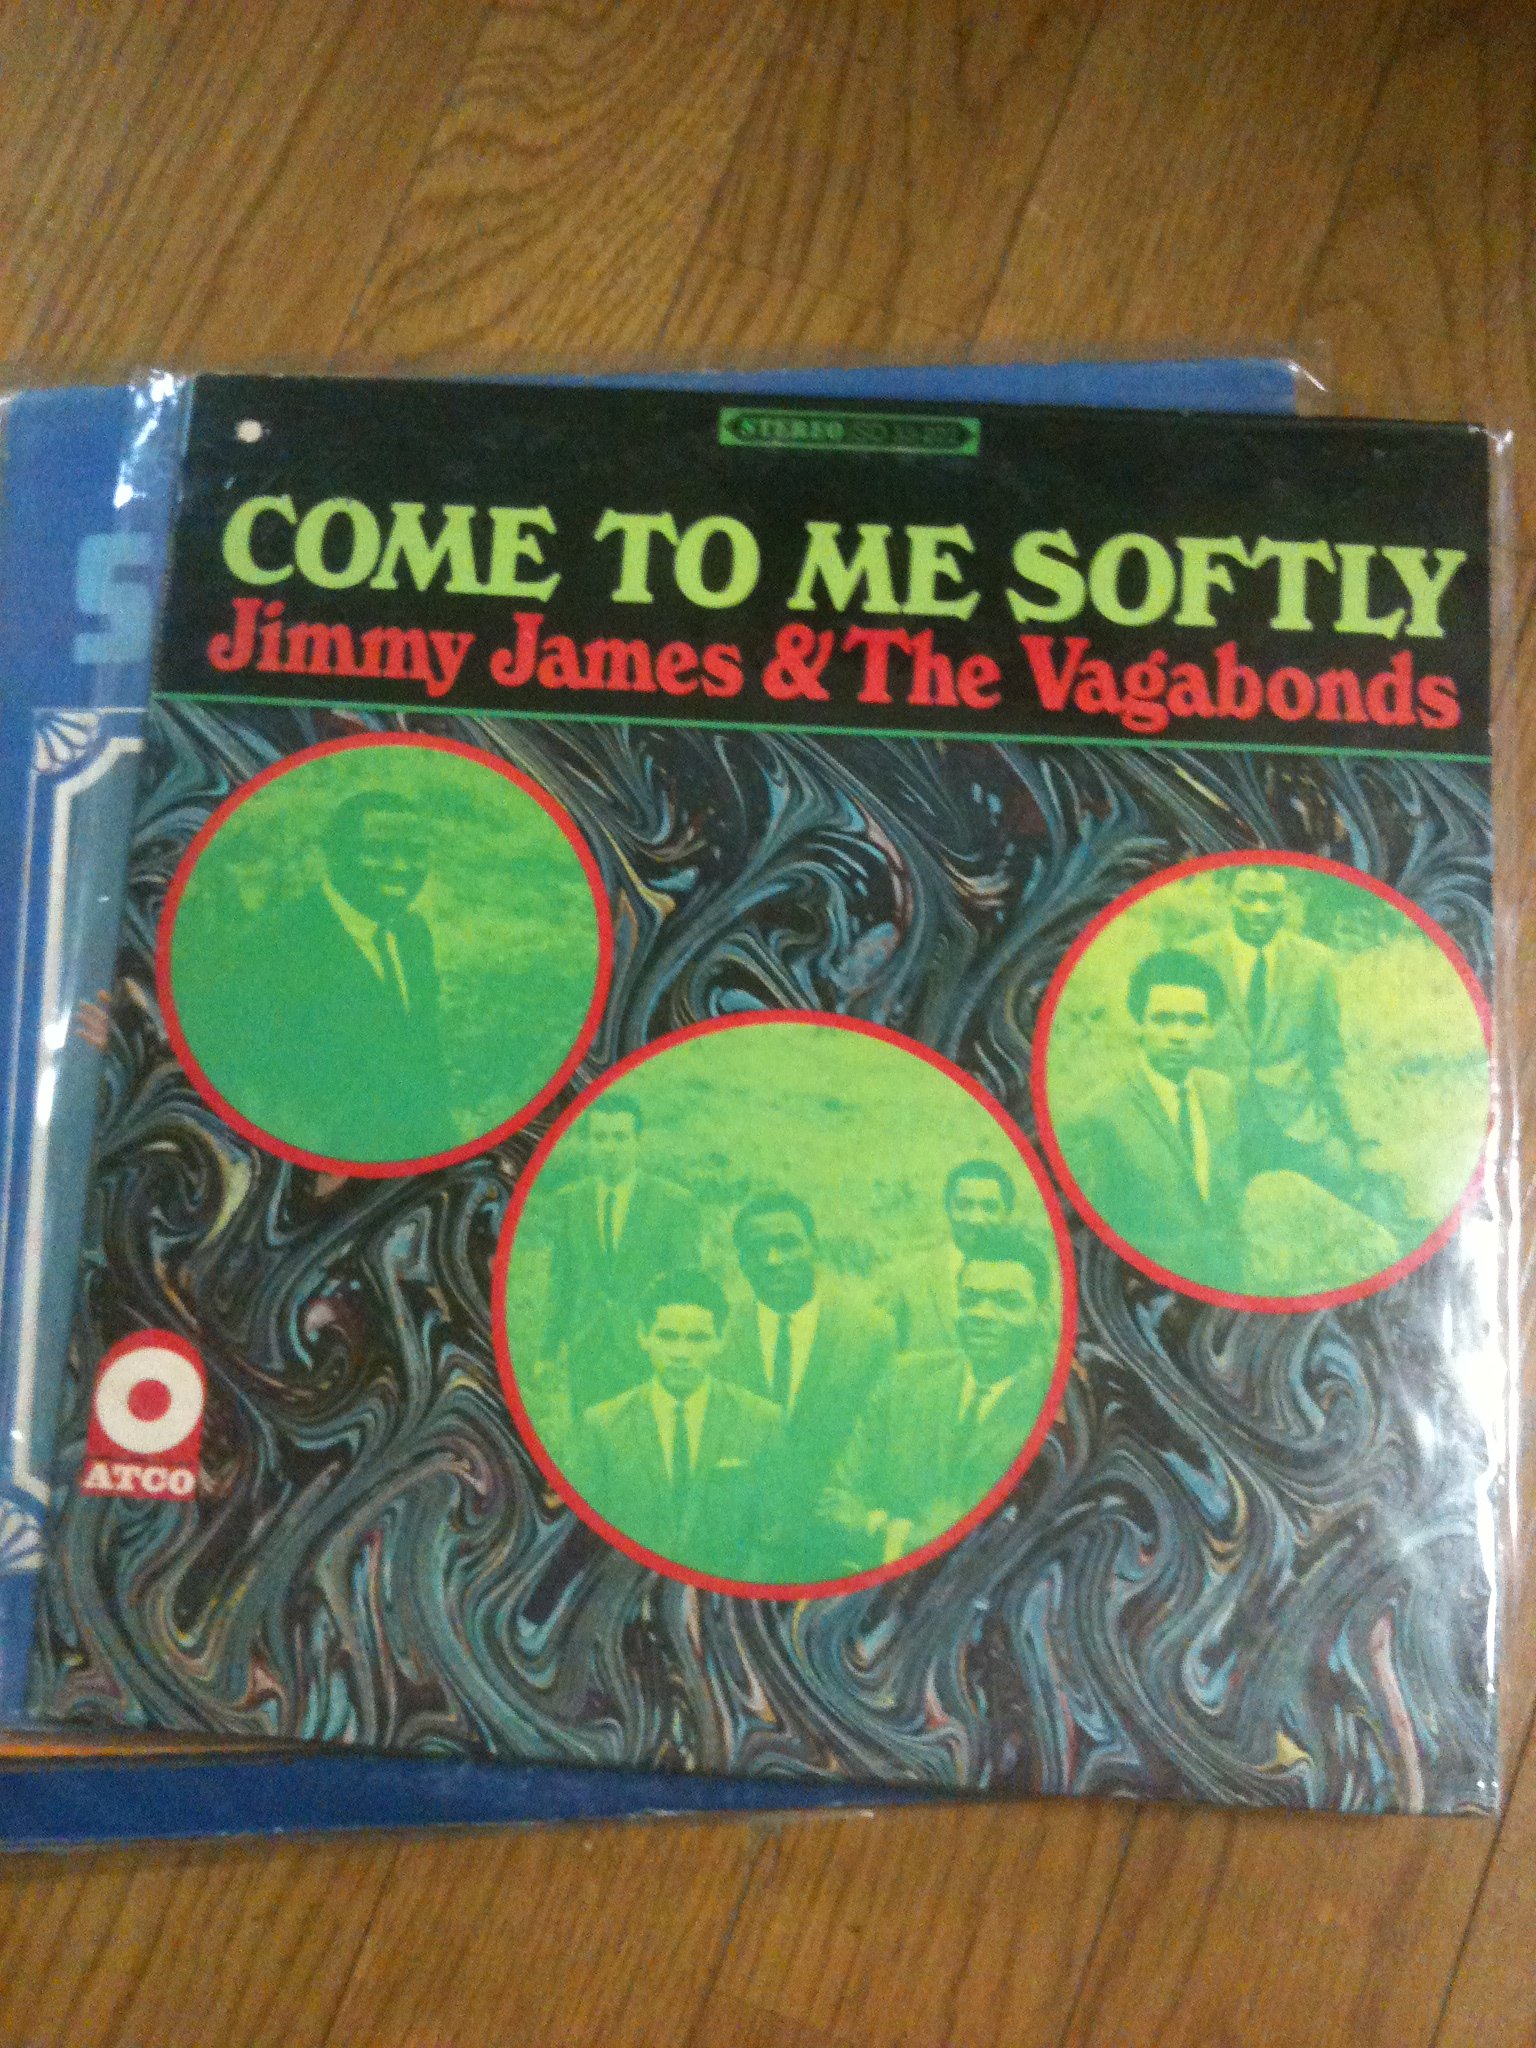 STEREO
COME TO ME SOFTLY
Jimmy James & The Vagabonds
S
ATCO